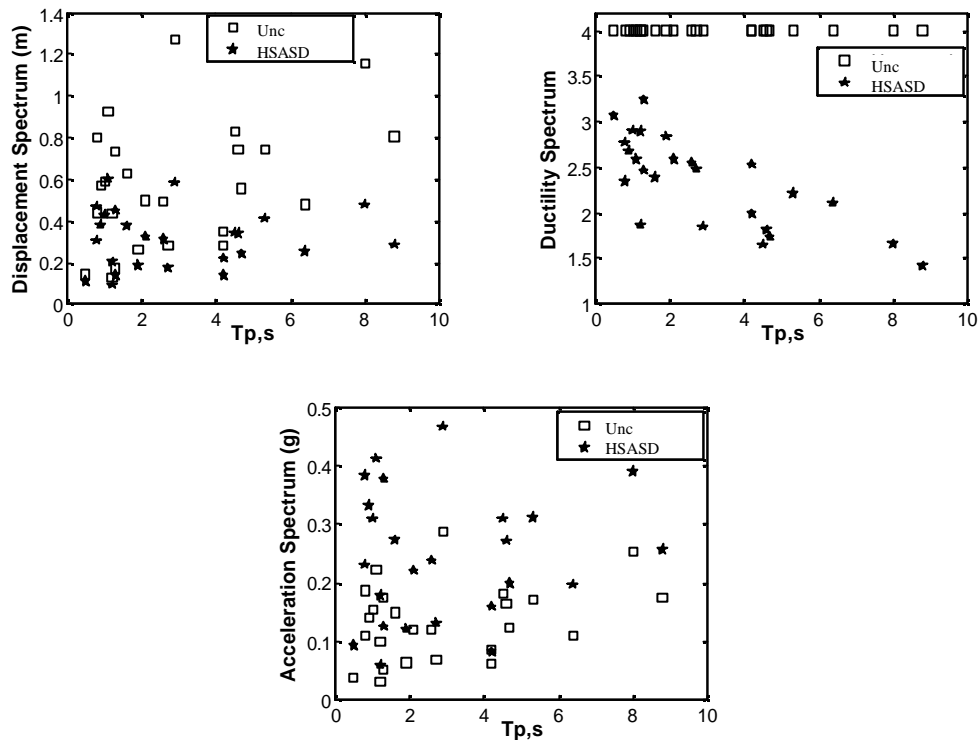 Displacement Spectrum (m)
1.4
1.2
1
0.8
0.6
0.4
0.2
0
Unc
HSASD
0 2 4 6 8 10
Tp,s
Ductility Spectrum
4
3.5
3
2.5
2
1.5
1
Unc
HSASD
0 2 4 6 8 10
Tp,s
Acceleration Spectrum (g)
0.5
0.4
0.3
0.2
0.1
0
Unc
HSASD
0 2 4 6 8 10
Tp,s